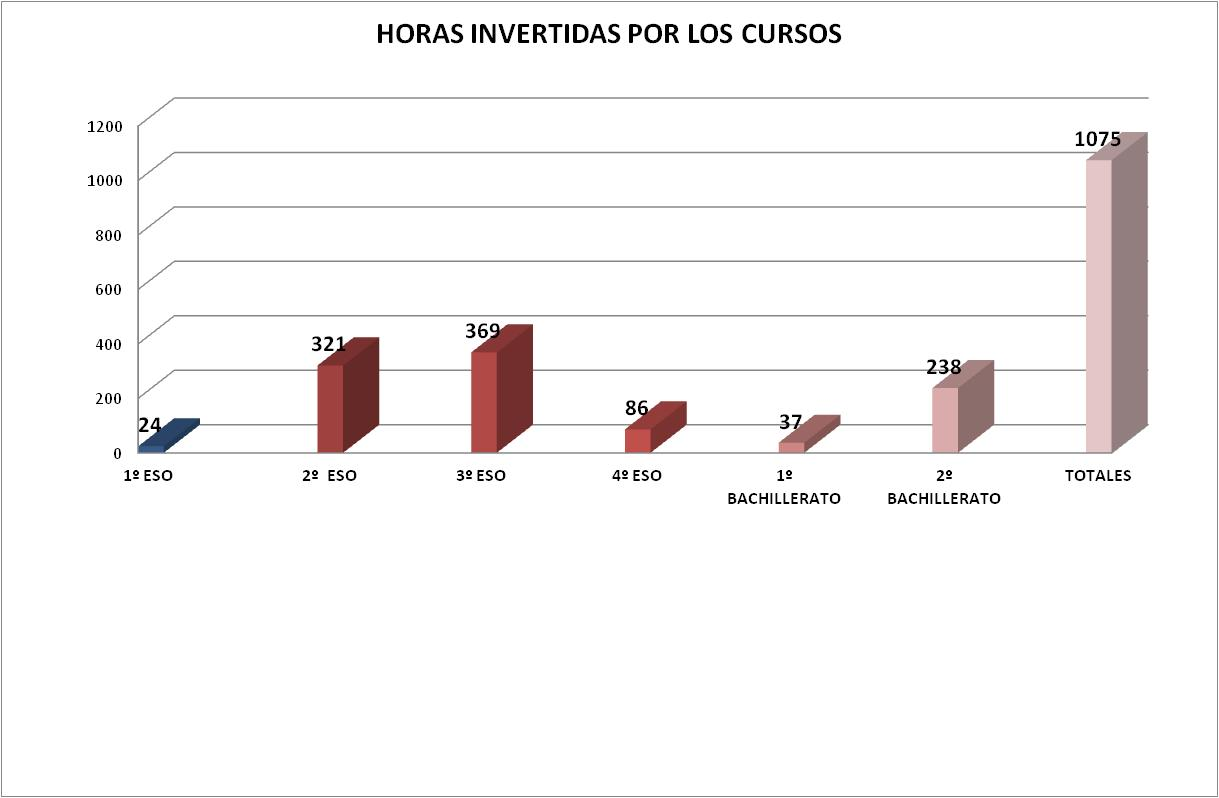 HORAS INVERTIDAS POR LOS CURSOS
1200
1000
800
600
400
200
0
24
321
369
86
37
238
1075
1º ESO
2º ESO
3º ESO
4º ESO
1º
BACHILLERATO
2º
BACHILLERATO
TOTALES